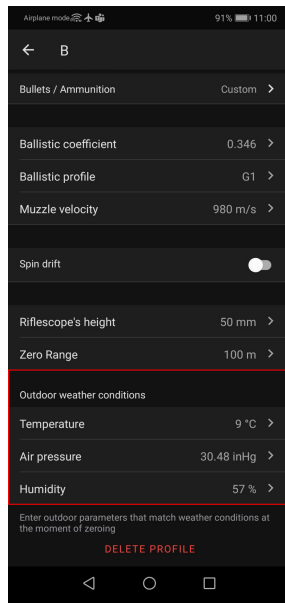 Airplane mode 91% 11:00
B
Bullets / Ammunition Custom
Ballistic coefficient 0.346
Ballistic profile G1
Muzzle velocity 980 m/s
Spin drift
Riflescope's height 50 mm
Zero Range 100 m
Outdoor weather conditions
Temperature 9 °C
Air pressure 30.48 inHg
Humidity 57 %
Enter outdoor parameters that match weather conditions at
the moment of zeroing
DELETE PROFILE